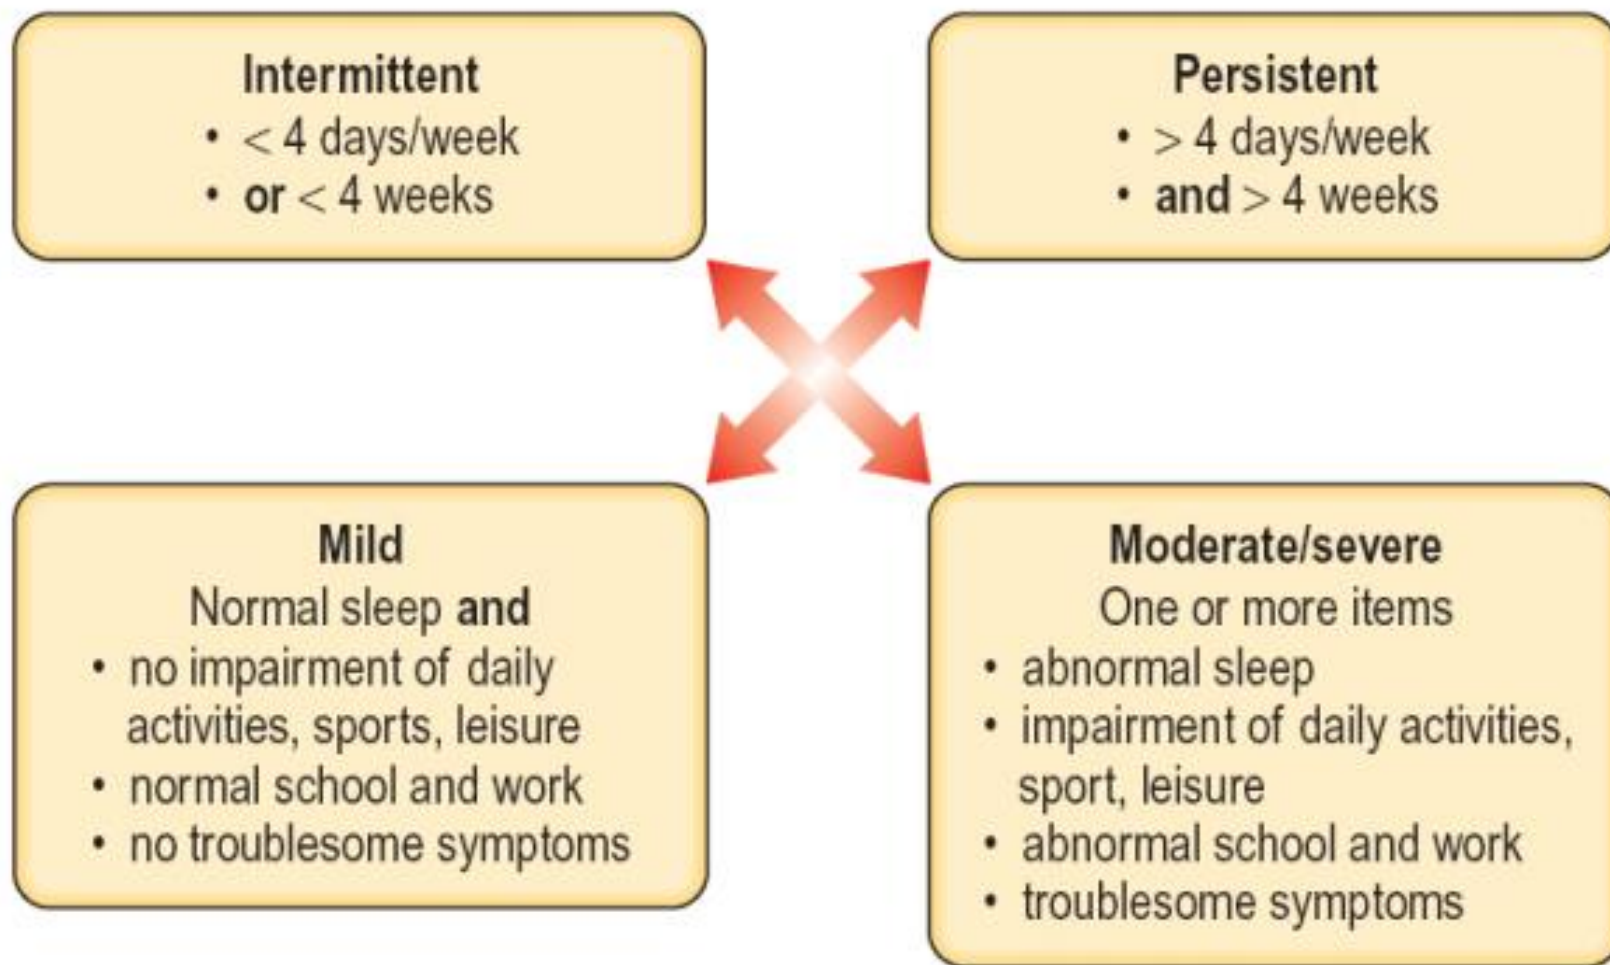 Intermittent
• < 4 days/week
• or < 4 weeks
Persistent
• > 4 days/week
• and > 4 weeks
Mild
Normal sleep and
• no impairment of daily
activities, sports, leisure
• normal school and work
• no troublesome symptoms
Moderate/severe
One or more items
• abnormal sleep
• impairment of daily activities,
sport, leisure
• abnormal school and work
• troublesome symptoms